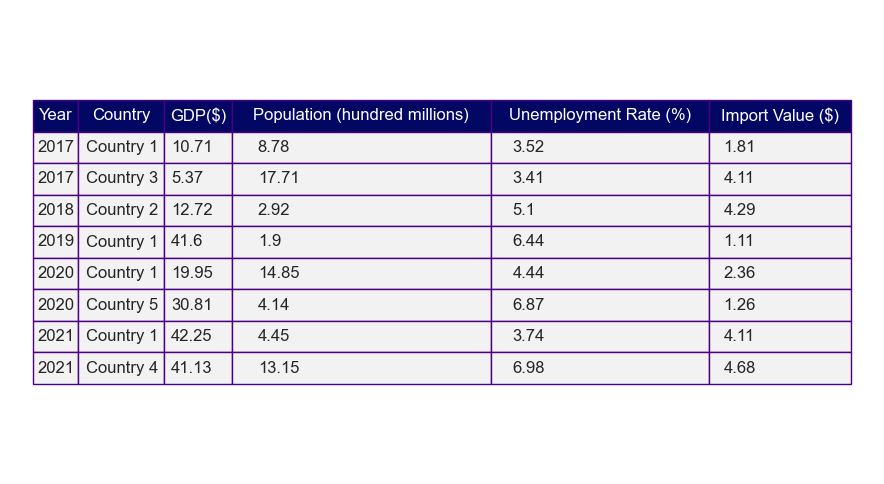 Year Country GDP($) Population (hundred millions) Unemployment Rate (%) Import Value ($)
2017 Country 1 10.71 8.78 3.52 1.81
2017 Country 3 5.37 17.71 3.41 4.11
2018 Country 2 12.72 2.92 5.1 4.29
2019 Country 1 41.6 1.9 6.44 1.11
2020 Country 1 19.95 14.85 4.44 2.36
2020 Country 5 30.81 4.14 6.87 1.26
2021 Country 1 42.25 4.45 3.74 4.11
2021 Country 4 41.13 13.15 6.98 4.68